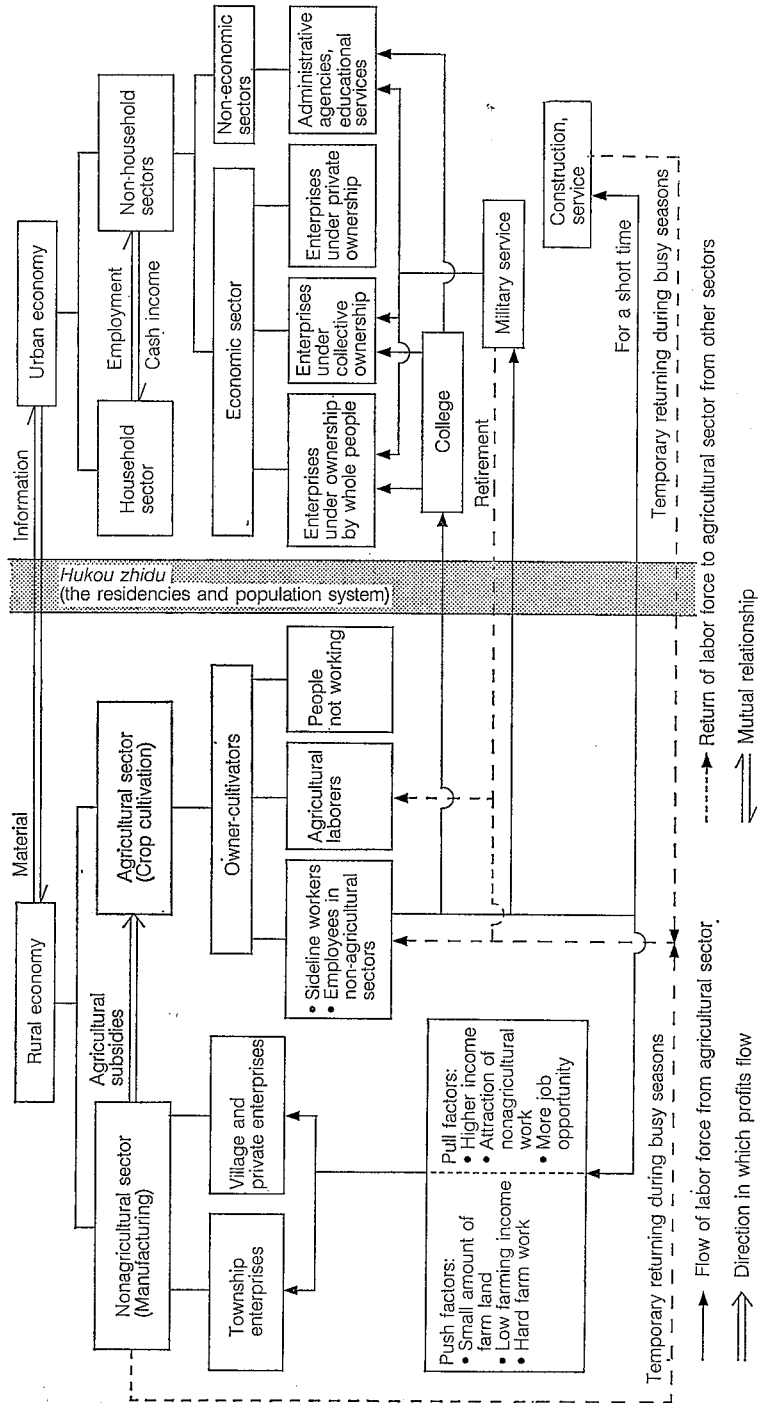 Rural economy
Material
Information
Urban economy
Nonagricultural sector
(Manufacturing)
Agricultural
subsidies
Agricultural sector
(Crop cultivation)
Hukou zhidu
(the residencies and population system)
Household
sector
Employment
Cash income
Non-household
sectors
Township
enterprises
Village and
private enterprises
Owner-cultivators
Economic sector
Non-economic
sectors
• Sideline workers
• Employees in
non-agricultural
sectors
Agricultural
laborers
People
not working
Enterprises
under ownership
by whole people
Enterprises
under
collective
ownership
Enterprises
under private
ownership
Administrative
agencies,
educational
services
College
Retirement
Military service
Push factors:
• Small amount of
farm land
• Low farming income
• Hard farm work
Pull factors:
• Higher income
• Attraction of
nonagricultural
work
• More job
opportunity
For a short time
Construction,
service
Temporary returning during busy seasons
Temporary returning during busy seasons
Flow of labor force from agricultural sector
Return of labor force to agricultural sector from other sectors
Direction in which profits flow
Mutual relationship